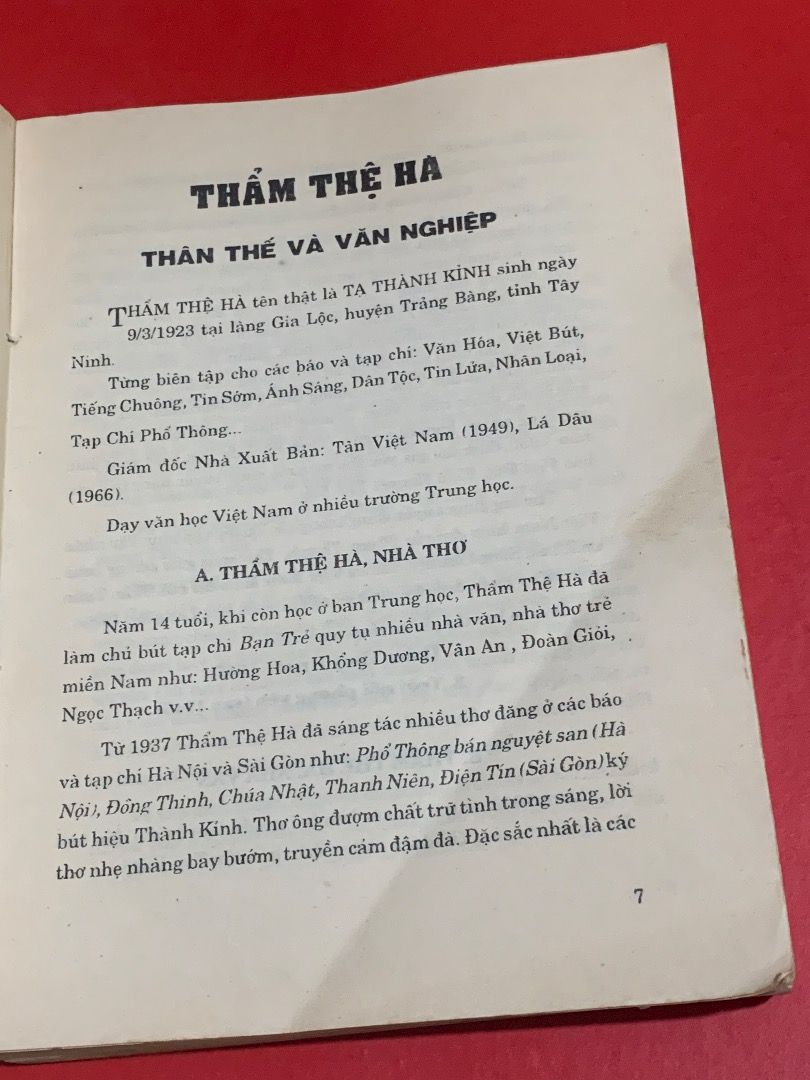 THẨM THỆ HÀ
THÂN THẾ VÀ VĂN NGHIỆP
THẨM THỆ HÀ tên thật là TẠ THÀNH KỈNH sinh ngày
9/3/1923 tại làng Gia Lộc, huyện Trảng Bàng, tỉnh Tây
Ninh.
Từng biên tập cho các báo và tạp chí: Văn Hóa, Việt Bút,
Tiếng Chuông, Tin Sớm, Ánh Sáng, Dân Tộc, Tin Lửa, Nhân Loại,
Tạp Chí Phổ Thông...
Giám đốc Nhà Xuất Bản: Tân Việt Nam (1949), Lá Dâu
(1966).
Dạy văn học Việt Nam ở nhiều trường Trung học.
A. THẨM THỆ HÀ, NHÀ THƠ
Năm 14 tuổi, khi còn học ở ban Trung học, Thẩm Thệ Hà đã
làm chủ bút tạp chí Bạn Trẻ quy tụ nhiều nhà văn, nhà thơ trẻ
miền Nam như: Hường Hoa, Khổng Dương, Vân An , Đoàn Giỏi,
Ngọc Thạch v.v...
Từ 1937 Thẩm Thệ Hà đã sáng tác nhiều thơ đăng ở các báo
và tạp chí Hà Nội và Sài Gòn như: Phổ Thông bán nguyệt san (Hà
Nội), Đông Thinh, Chúa Nhật, Thanh Niên, Điện Tín (Sài Gòn) ký
bút hiệu Thành Kỉnh. Thơ ông đượm chất trữ tình trong sáng, lời
thơ nhẹ nhàng bay bướm, truyền cảm đậm đà. Đặc sắc nhất là các
7